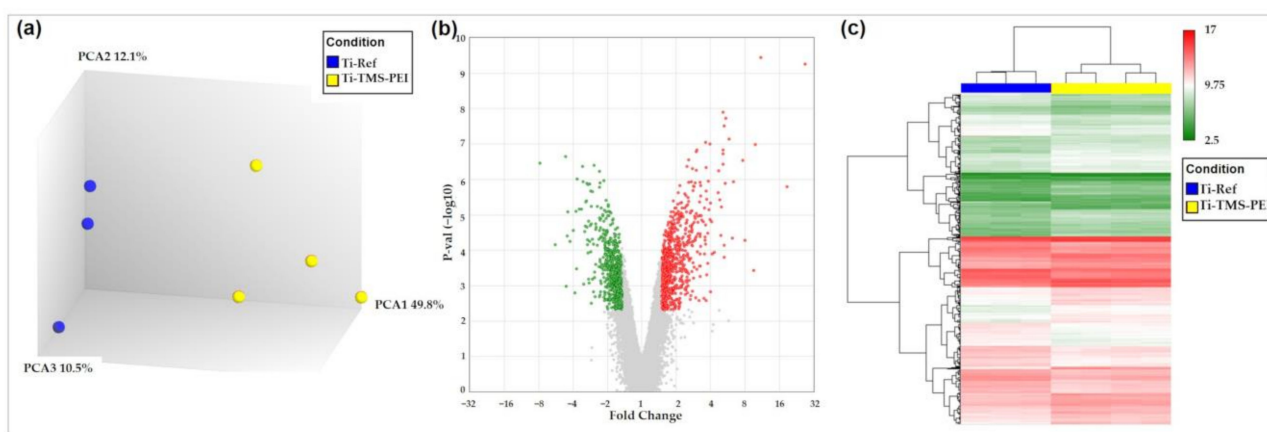 (a)
PCA2 12.1%
Condition
Ti-Ref
Ti-TMS-PEI
PCA1 49.8%
PCA3 10.5%
(b)
P-val (−log10)
10
9
8
7
6
5
4
3
2
1
0
−32 −16 −8 −4 −2 1 2 4 8 16 32
Fold Change
(c)
17
9.75
2.5
Condition
Ti-Ref
Ti-TMS-PEI